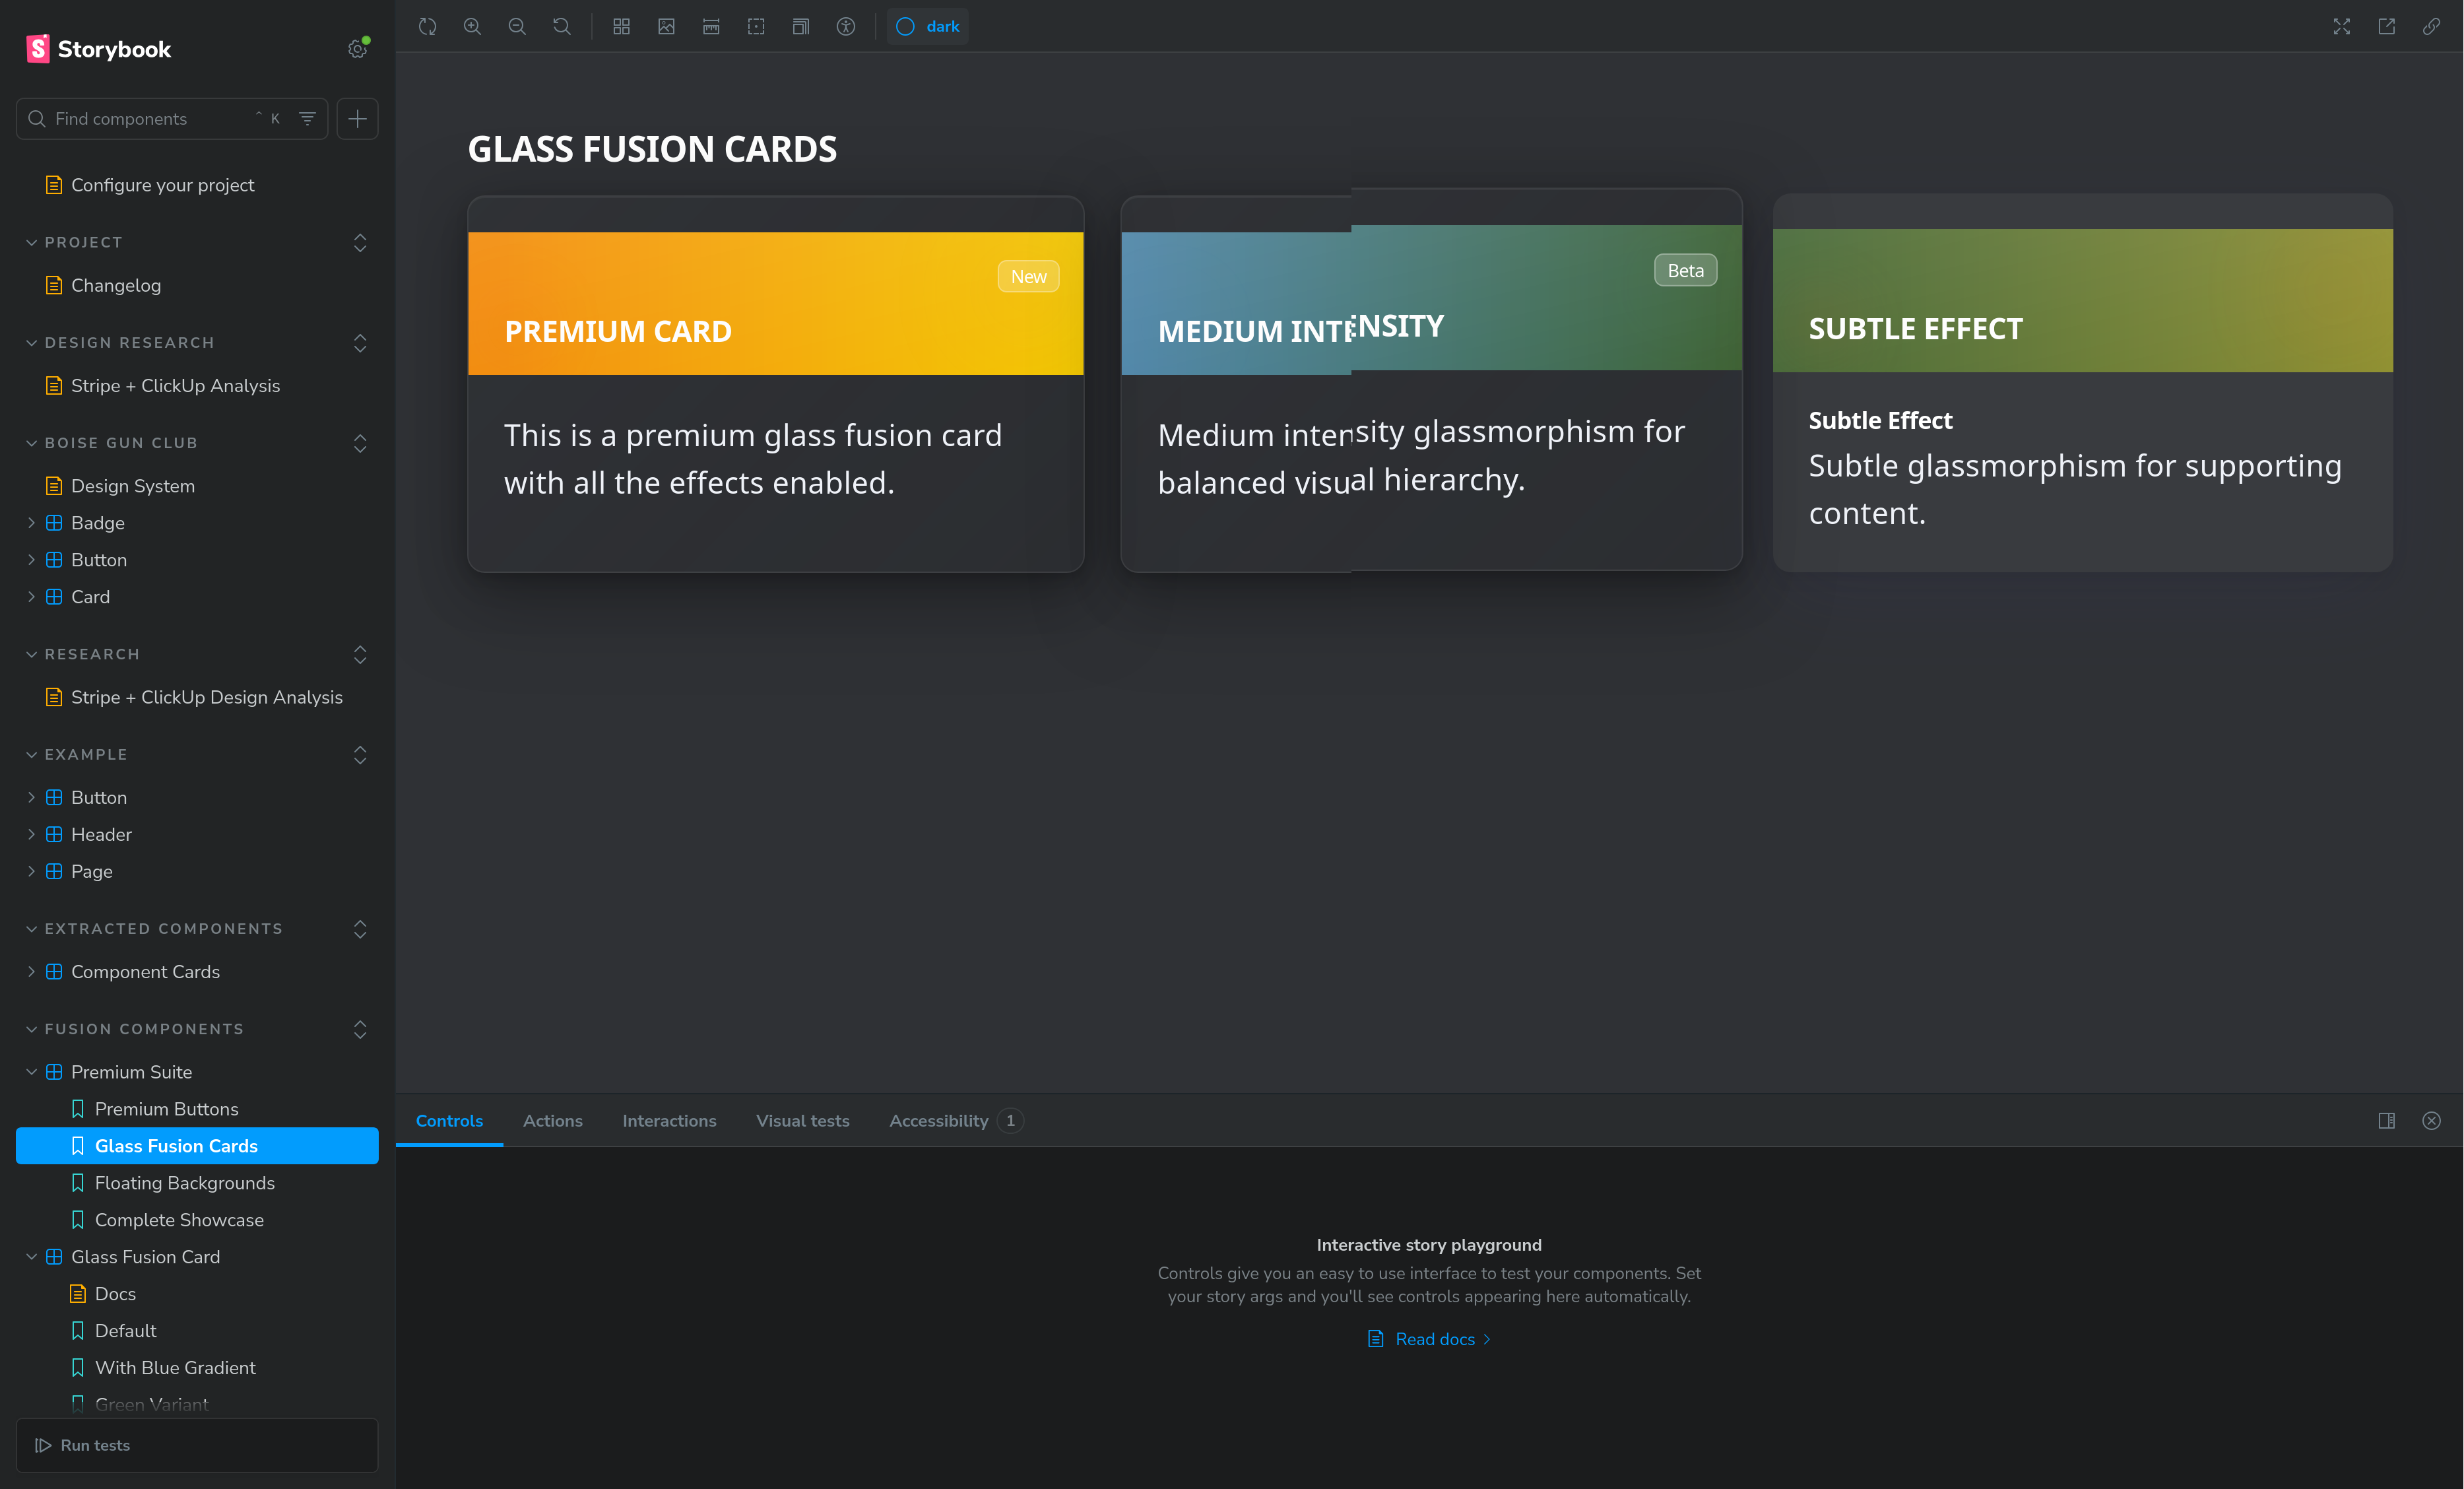 Storybook
dark
Find components
⌃ K
Configure your project
PROJECT
Changelog
DESIGN RESEARCH
Stripe + ClickUp Analysis
BOISE GUN CLUB
Design System
Badge
Button
Card
RESEARCH
Stripe + ClickUp Design Analysis
EXAMPLE
Button
Header
Page
EXTRACTED COMPONENTS
Component Cards
FUSION COMPONENTS
Premium Suite
Premium Buttons
Glass Fusion Cards
Floating Backgrounds
Complete Showcase
Glass Fusion Card
Docs
Default
With Blue Gradient
Green Variant
Run tests
GLASS FUSION CARDS
New
PREMIUM CARD
This is a premium glass fusion card
with all the effects enabled.
Beta
MEDIUM INTENSITY
Medium intensity glassmorphism for
balanced visual hierarchy.
SUBTLE EFFECT
Subtle Effect
Subtle glassmorphism for supporting
content.
Controls Actions Interactions Visual tests Accessibility 1
Interactive story playground
Controls give you an easy to use interface to test your components. Set
your story args and you'll see controls appearing here automatically.
Read docs